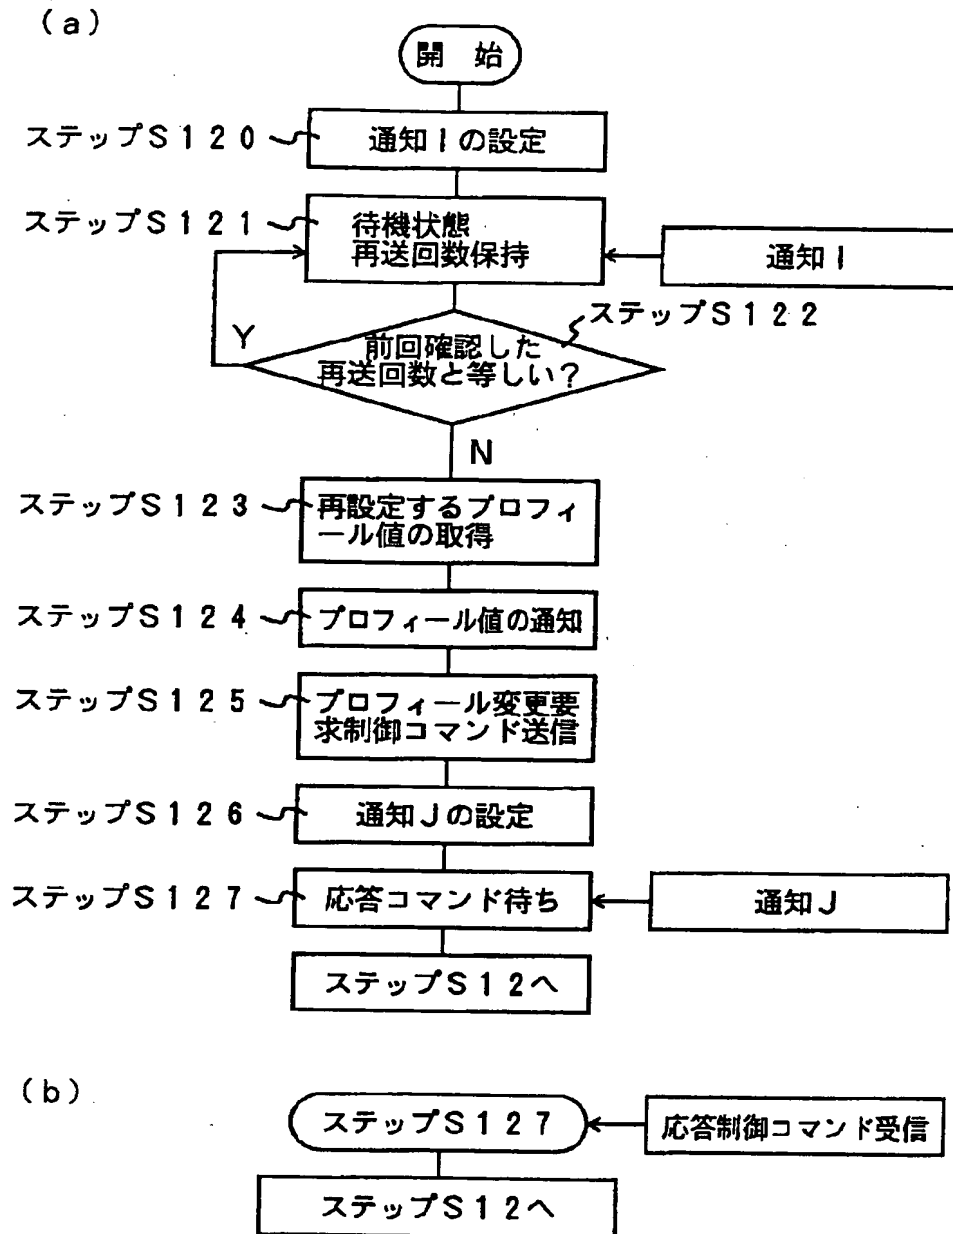 (a)
開　始
ステップS120
通知Iの設定
ステップS121
待機状態
再送回数保持
通知I
ステップS122
Y
前回確認した
再送回数と等しい?
N
ステップS123
再設定するプロフィ
ール値の取得
ステップS124
プロフィール値の通知
ステップS125
プロフィール変更要
求制御コマンド送信
ステップS126
通知Jの設定
ステップS127
応答コマンド待ち
通知J
ステップS12へ
(b)
ステップS127
応答制御コマンド受信
ステップS12へ